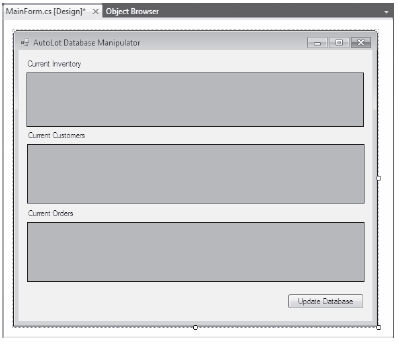 MainForm.cs [Design]* × Object Browser
AutoLot Database Manipulator
Current Inventory
Current Customers
Current Orders
Update Database